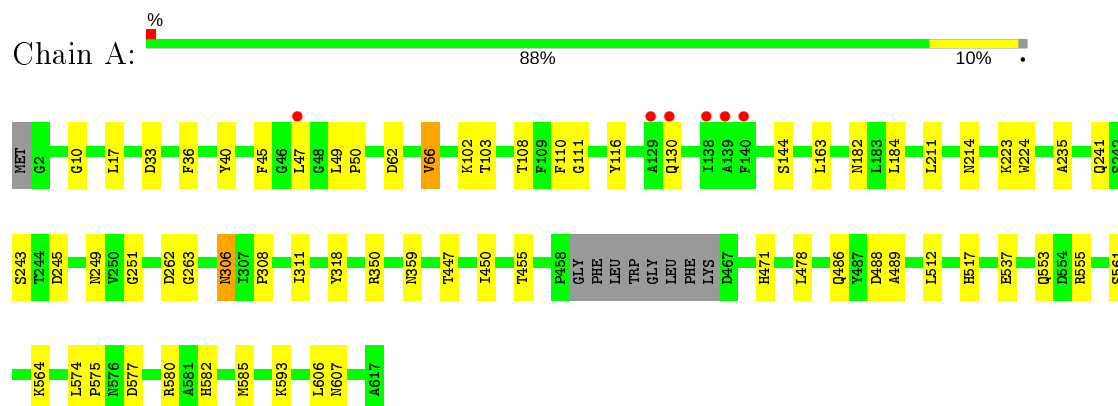 %
Chain A:
88% 10% •
MET G2 G10 L17 D33 F36 Y40 F45 G46 L47 G48 L49 P50 D62 V66 K102 T103 T108 F109 F110 G111 Y116 A129 Q130 I138 A139 F140 S144 L163 N182 L183 L184 L211 N214 K223 W224 A235 Q241 S242
S243 T244 D245 N249 V250 G251 D262 G263 N306 I307 P308 I311 Y318 R350 N359 T447 I450 T455 P458 GLY PHE LEU TRP GLY LEU PHE LYS D467 H471 L478 Q486 Y487 D488 A489 L512 H517 E537 Q553 D554 R555 S561
K564 L574 P575 N576 D577 R580 A581 H582 M585 K593 L606 N607 A617